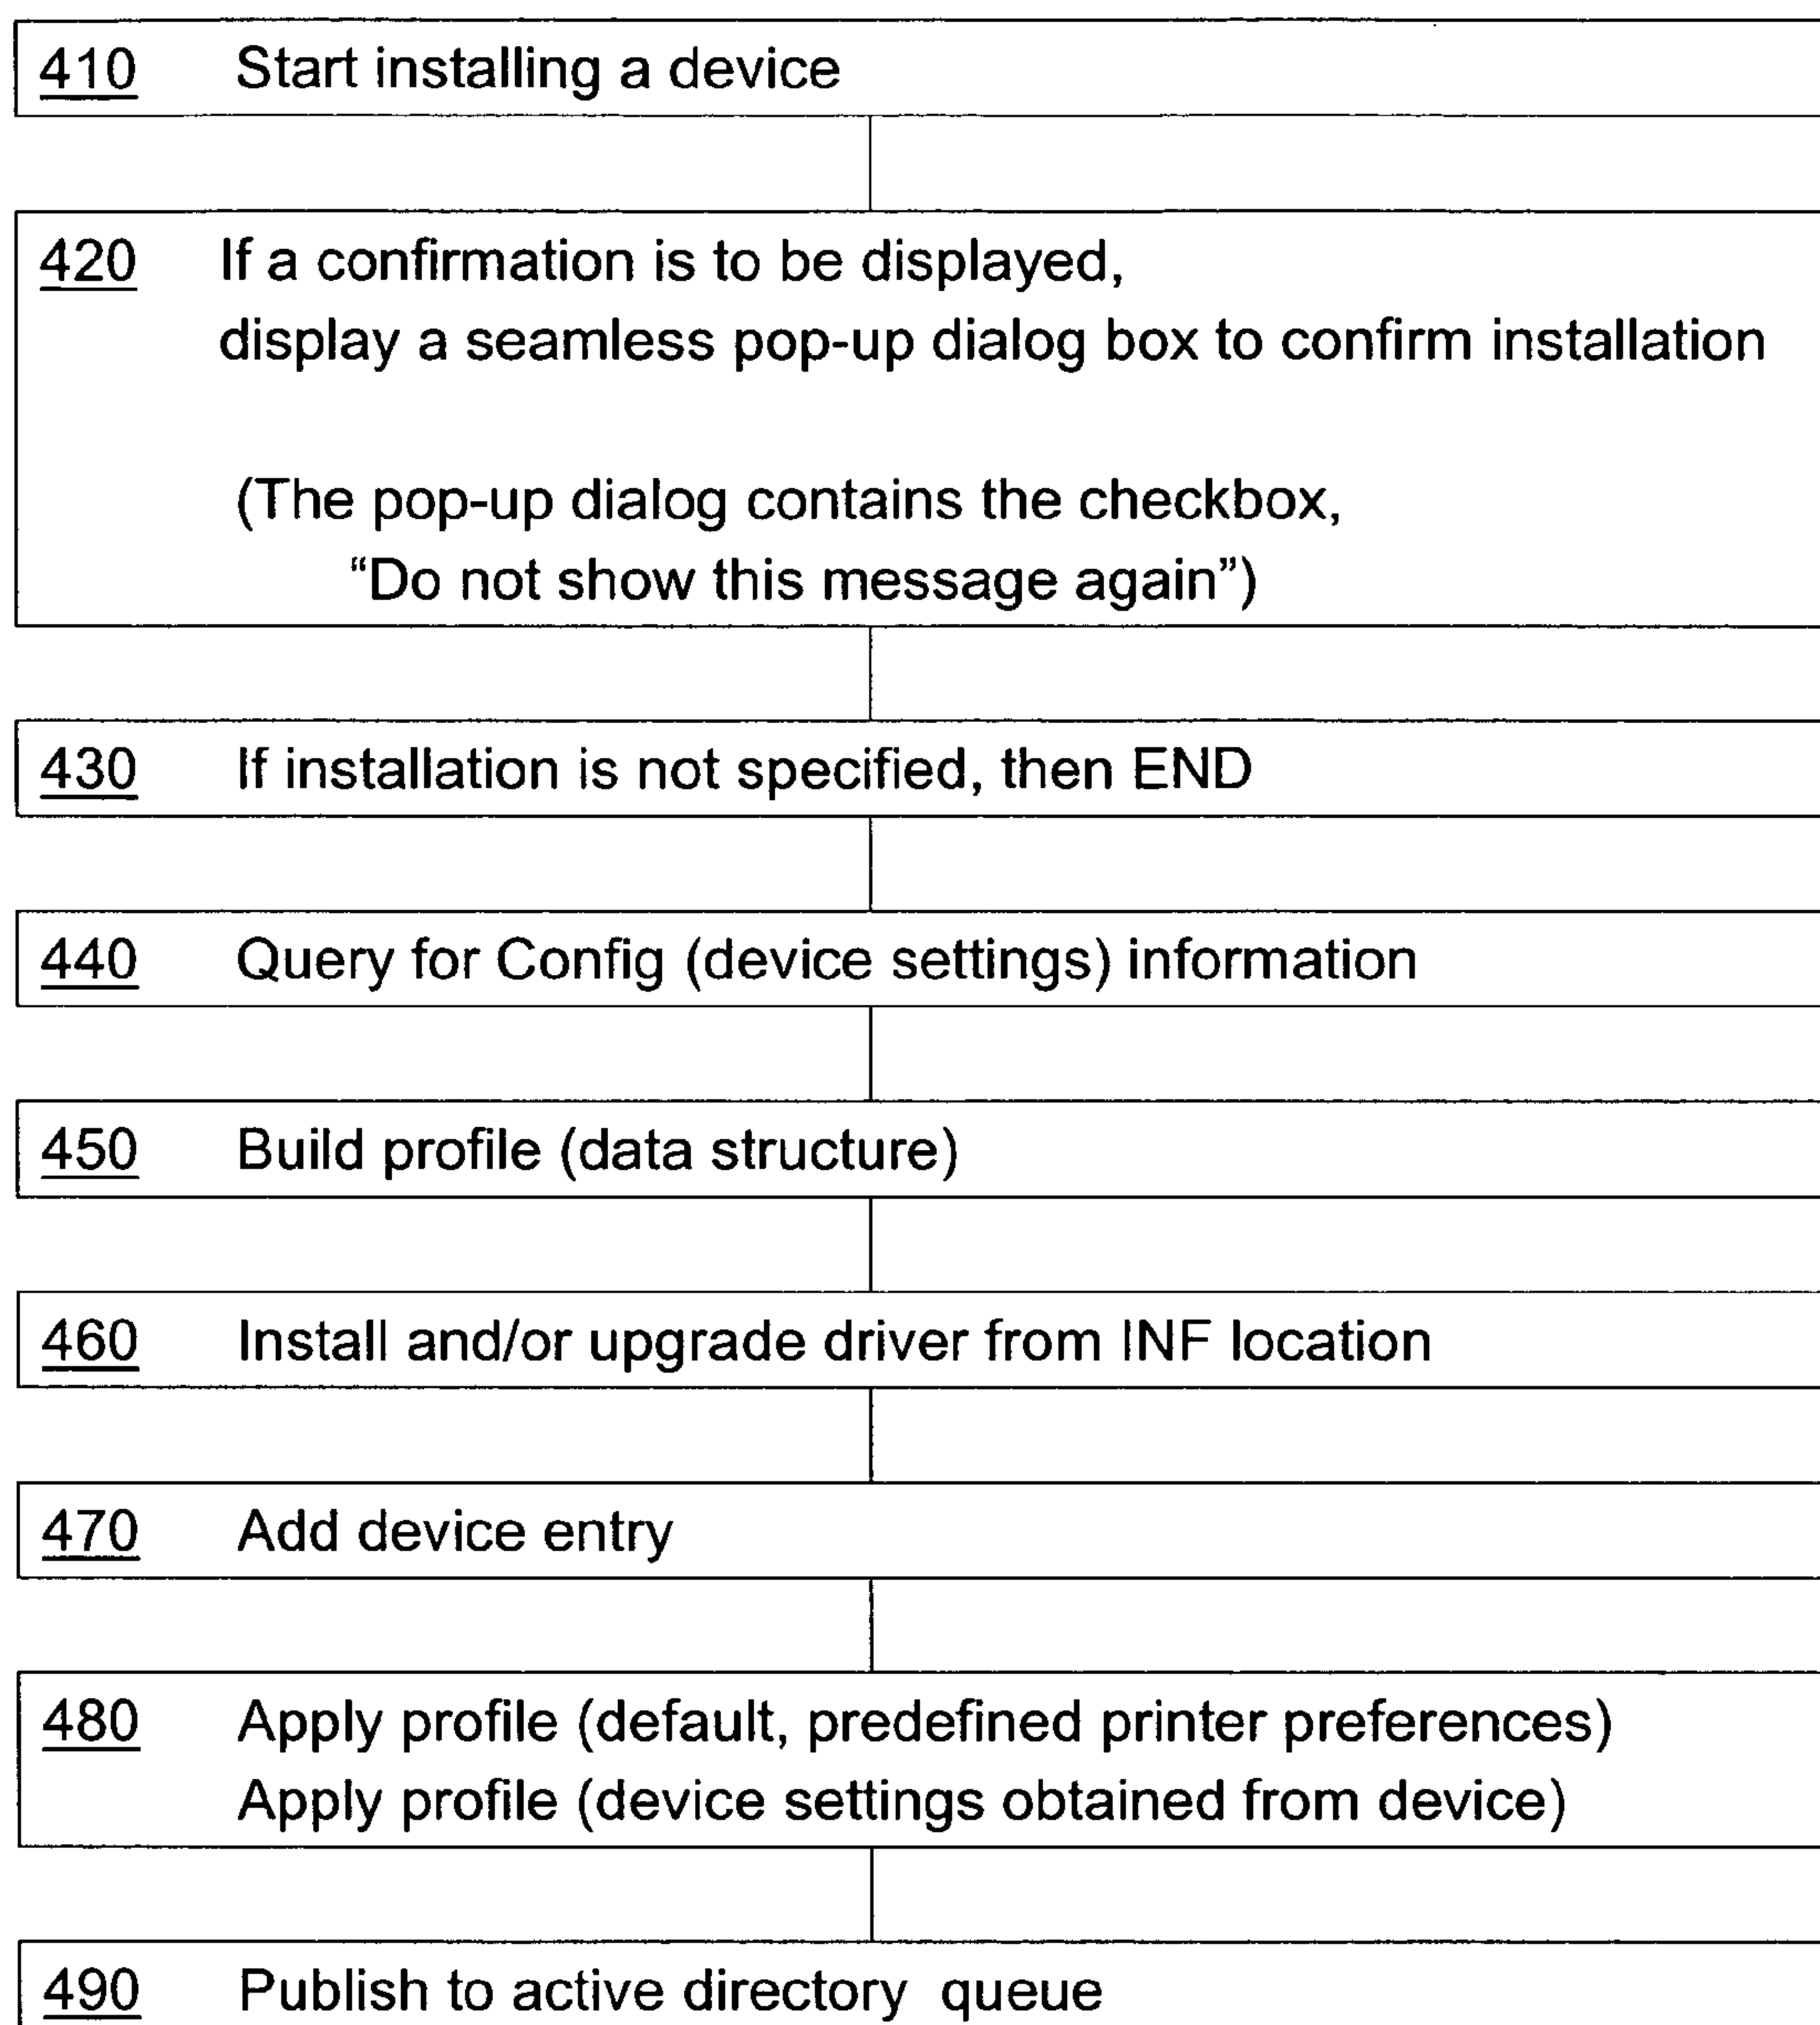 410 Start installing a device
420 If a confirmation is to be displayed,
display a seamless pop-up dialog box to confirm installation
(The pop-up dialog contains the checkbox,
“Do not show this message again”)
430 If installation is not specified, then END
440 Query for Config (device settings) information
450 Build profile (data structure)
460 Install and/or upgrade driver from INF location
470 Add device entry
480 Apply profile (default, predefined printer preferences)
Apply profile (device settings obtained from device)
490 Publish to active directory queue